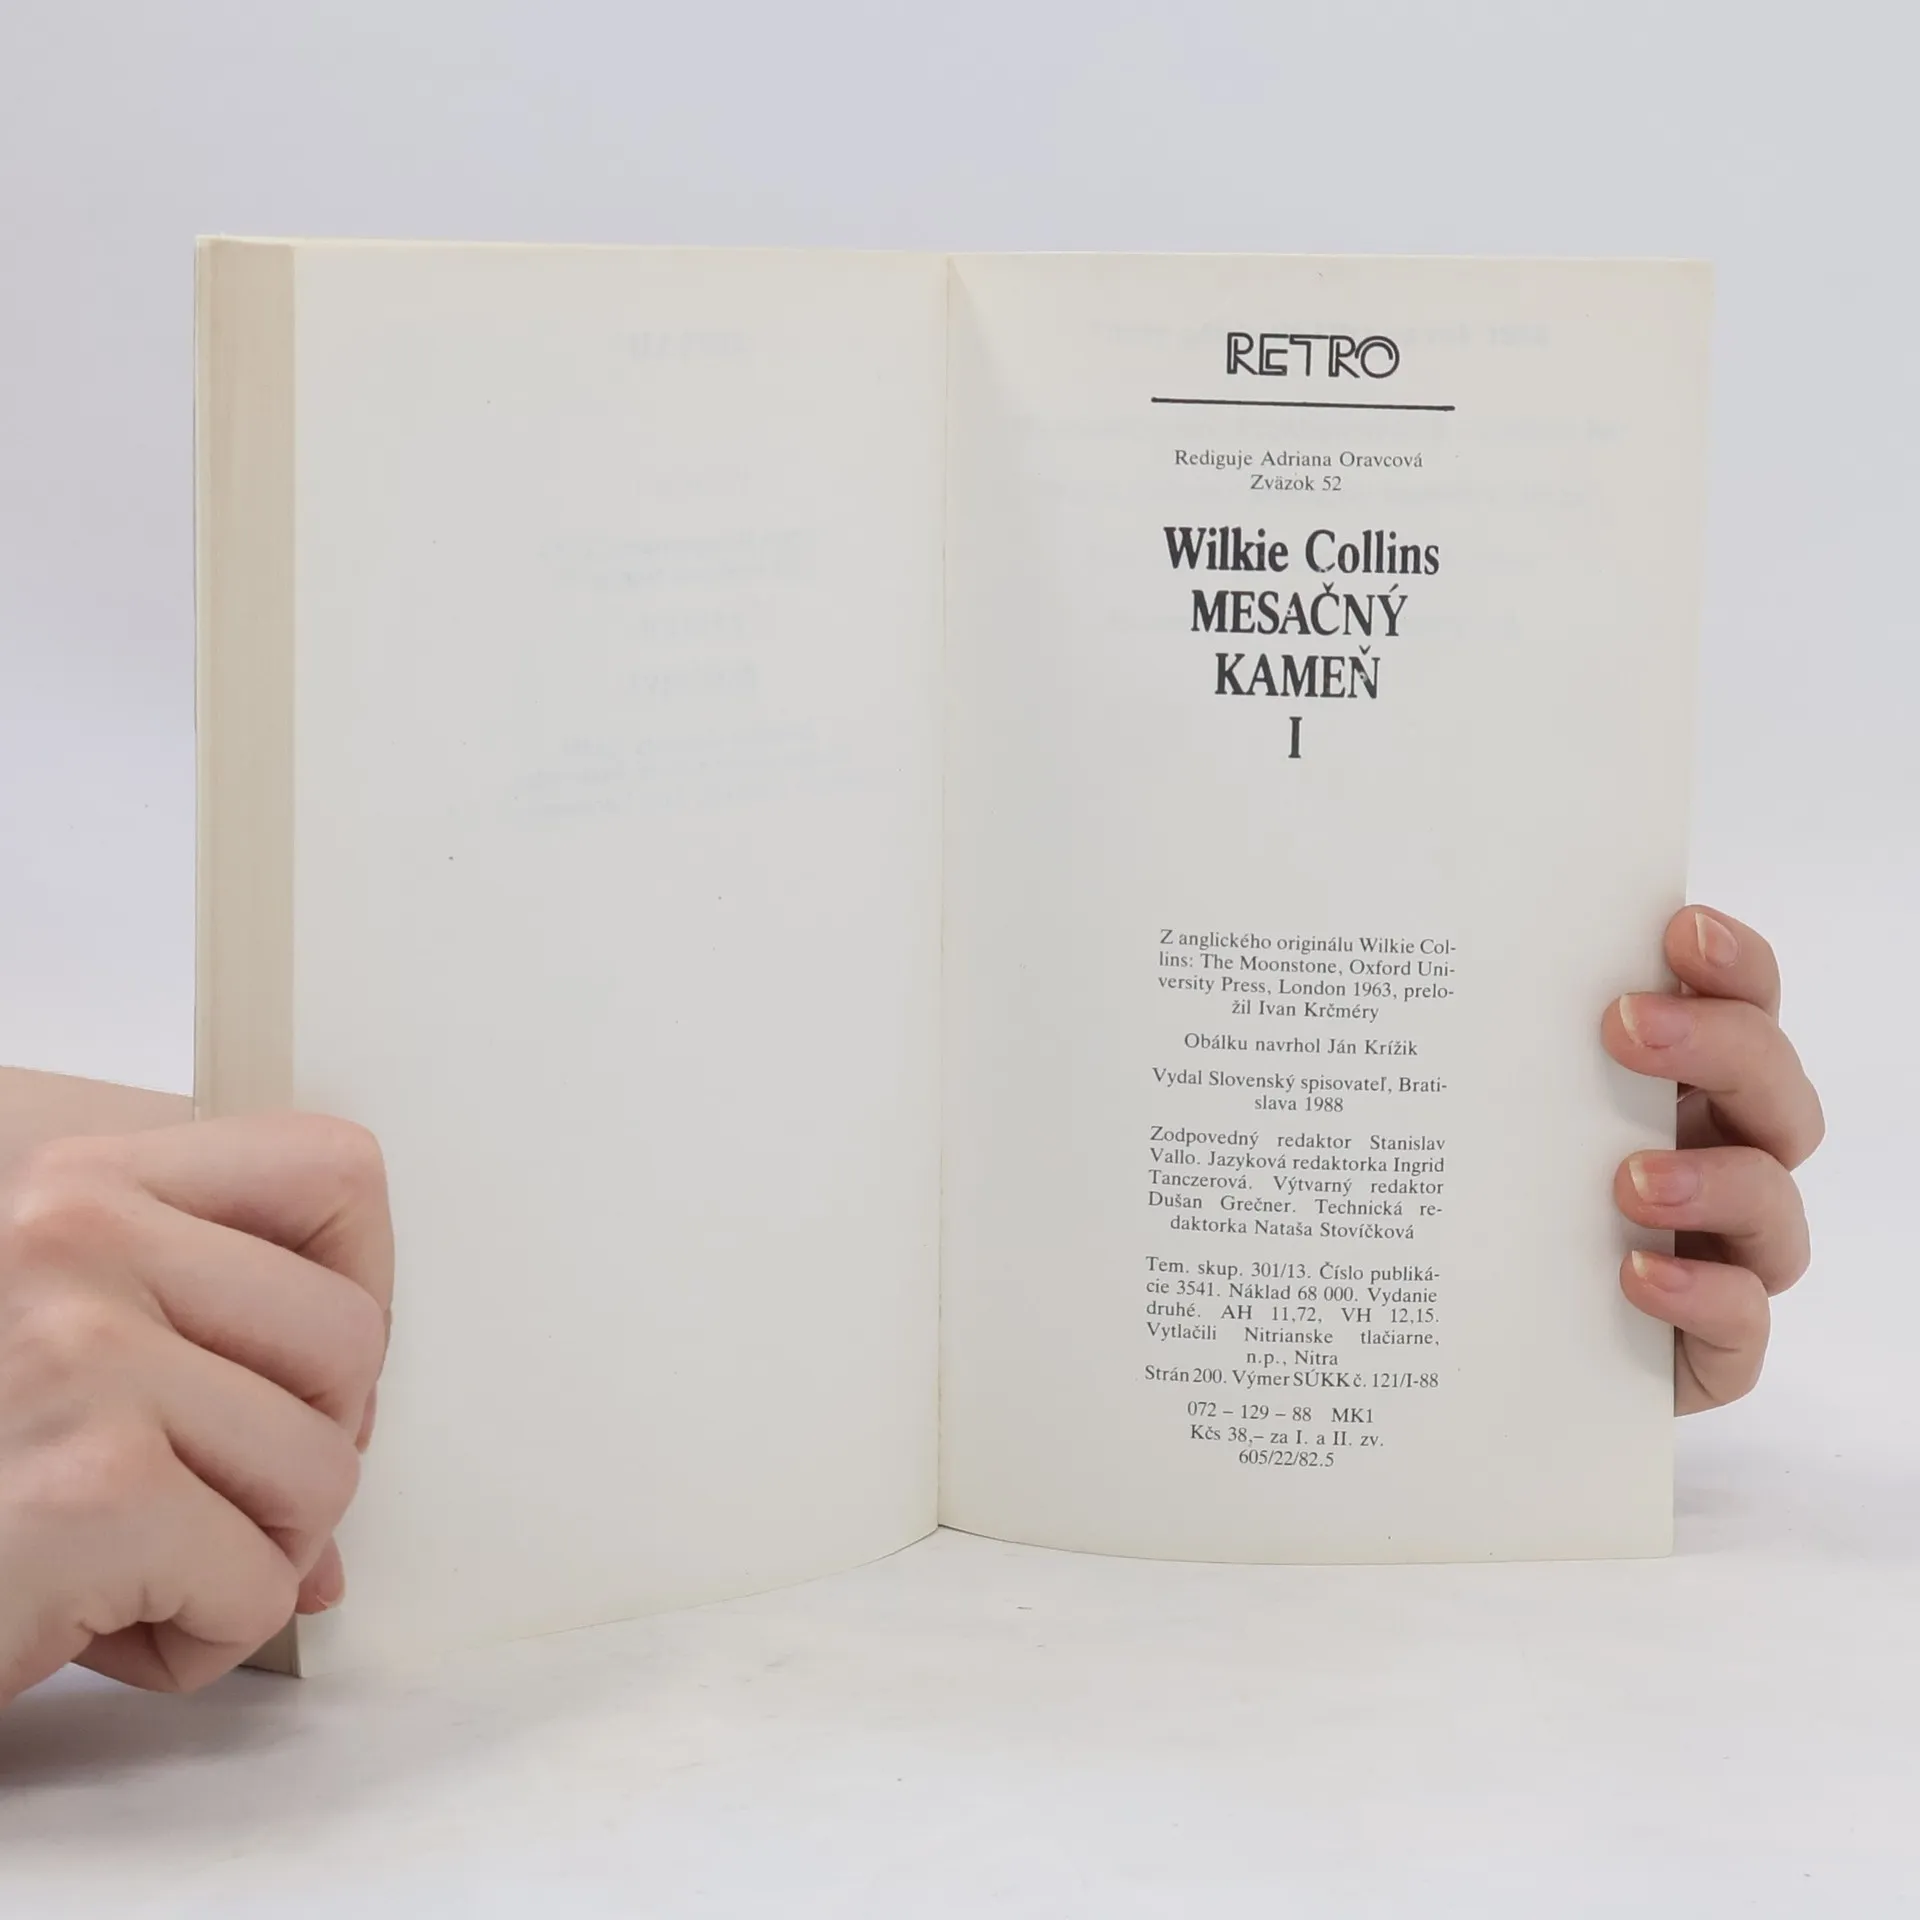 RETRO
Rediguje Adriana Oravcová
Zväzok 52
Wilkie Collins
MESAČNÝ
KAMEŇ
I
Z anglického originálu Wilkie Col-
lins: The Moonstone, Oxford Uni-
versity Press, London 1963, prelo-
žil Ivan Krčméry
Obálku navrhol Ján Krížik
Vydal Slovenský spisovateľ, Brati-
slava 1988
Zodpovedný redaktor Stanislav
Vallo. Jazyková redaktorka Ingrid
Tanczerová. Výtvarný redaktor
Dušan Grečner. Technická re-
daktorka Nataša Stovíčková
Tem. skup. 301/13. Číslo publiká-
cie 3541. Náklad 68 000. Vydanie
druhé. AH 11,72, VH 12,15.
Vytlačili Nitrianske tlačiarne,
n.p., Nitra
Strán 200. Výmer SÚKK č. 121/I-88
072 – 129 – 88 MK1
Kčs 38,– za I. a II. zv.
605/22/82.5